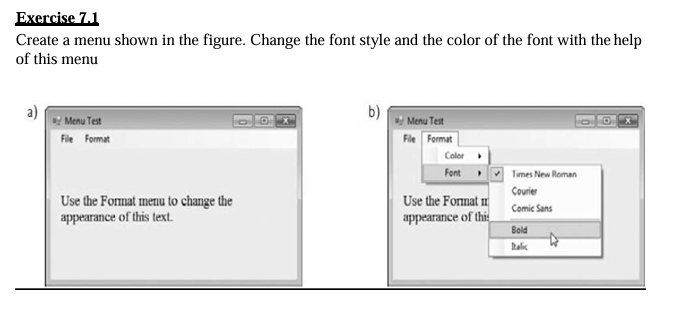 Exercise 7.1
Create a menu shown in the figure. Change the font style and the color of the font with the help
of this menu
a)
Menu Test
File Format
Use the Format menu to change the
appearance of this text.
b)
Menu Test
File Format
Color
Font
Times New Roman
Courier
Comic Sans
Bold
Italic
Use the Format m
appearance of this